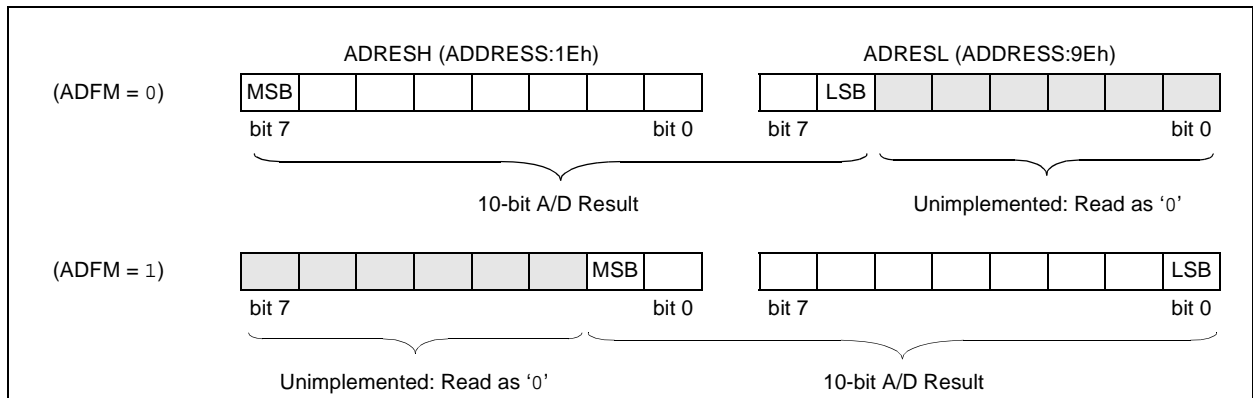 ADRESH (ADDRESS:1Eh) ADRESL (ADDRESS:9Eh)
(ADFM = 0) MSB LSB
bit 7 bit 0 bit 7 bit 0
10-bit A/D Result Unimplemented: Read as ‘0’
(ADFM = 1) MSB LSB
bit 7 bit 0 bit 7 bit 0
Unimplemented: Read as ‘0’ 10-bit A/D Result